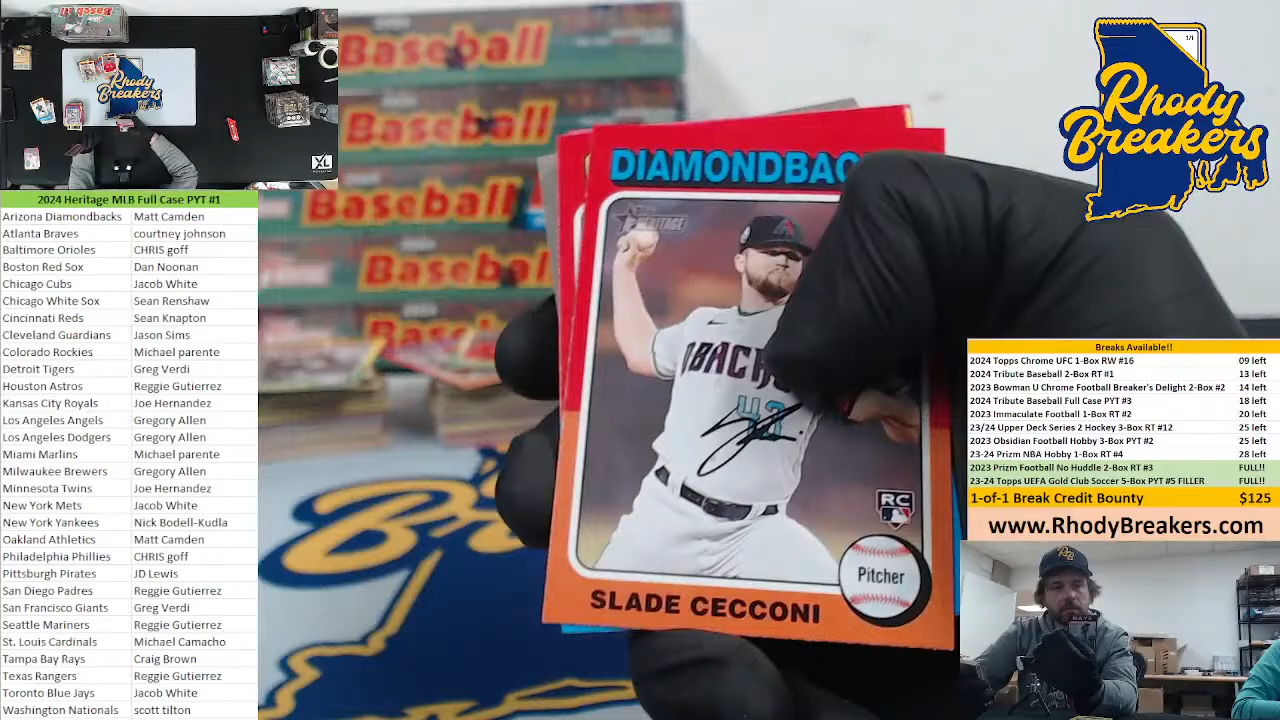 Baseball
XL
2024 Heritage MLB Full Case PYT #1
Arizona Diamondbacks Matt Camden
Atlanta Braves courtney johnson
Baltimore Orioles CHRIS goff
Boston Red Sox Dan Noonan
Chicago Cubs Jacob White
Chicago White Sox Sean Renshaw
Cincinnati Reds Sean Knapton
Cleveland Guardians Jason Sims
Colorado Rockies Michael parente
Detroit Tigers Greg Verdi
Houston Astros Reggie Gutierrez
Kansas City Royals Joe Hernandez
Los Angeles Angels Gregory Allen
Los Angeles Dodgers Gregory Allen
Miami Marlins Michael parente
Milwaukee Brewers Gregory Allen
Minnesota Twins Joe Hernandez
New York Mets Jacob White
New York Yankees Nick Bodell-Kudla
Oakland Athletics Matt Camden
Philadelphia Phillies CHRIS goff
Pittsburgh Pirates JD Lewis
San Diego Padres Reggie Gutierrez
San Francisco Giants Greg Verdi
Seattle Mariners Reggie Gutierrez
St. Louis Cardinals Michael Camacho
Tampa Bay Rays Craig Brown
Texas Rangers Reggie Gutierrez
Toronto Blue Jays Jacob White
Washington Nationals scott tilton
Rhody
Breakers
Baseball
Baseball
Baseball
Baseball
Baseball
DIAMONDBAC
HERITAGE
DBACK
43
RC
Pitcher
SLADE CECCONI
1/1
Rhody
Breakers
Breaks Available!!
2024 Topps Chrome UFC 1-Box RW #16 09 left
2024 Tribute Baseball 2-Box RT #1 13 left
2023 Bowman U Chrome Football Breaker's Delight 2-Box #2 14 left
2024 Tribute Baseball Full Case PYT #3 18 left
2023 Immaculate Football 1-Box RT #2 20 left
23/24 Upper Deck Series 2 Hockey 3-Box RT #12 25 left
2023 Obsidian Football Hobby 3-Box PYT #2 25 left
23-24 Prizm NBA Hobby 1-Box RT #4 28 left
2023 Prizm Football No Huddle 2-Box RT #3 FULL!!
23-24 Topps UEFA Gold Club Soccer 5-Box PYT #5 FILLER FULL!!
1-of-1 Break Credit Bounty $125
www.RhodyBreakers.com